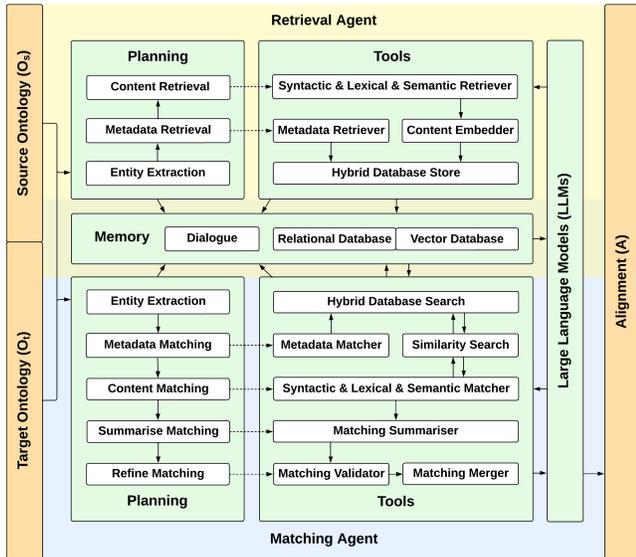 Retrieval Agent
Source Ontology (Os)
Planning
Content Retrieval
Metadata Retrieval
Entity Extraction
Tools
Syntactic & Lexical & Semantic Retriever
Metadata Retriever
Content Embedder
Hybrid Database Store
Memory
Dialogue
Relational Database
Vector Database
Large Language Models (LLMs)
Alignment (A)
Target Ontology (Ot)
Entity Extraction
Metadata Matching
Content Matching
Summarise Matching
Refine Matching
Planning
Hybrid Database Search
Metadata Matcher
Similarity Search
Syntactic & Lexical & Semantic Matcher
Matching Summariser
Matching Validator
Matching Merger
Tools
Matching Agent